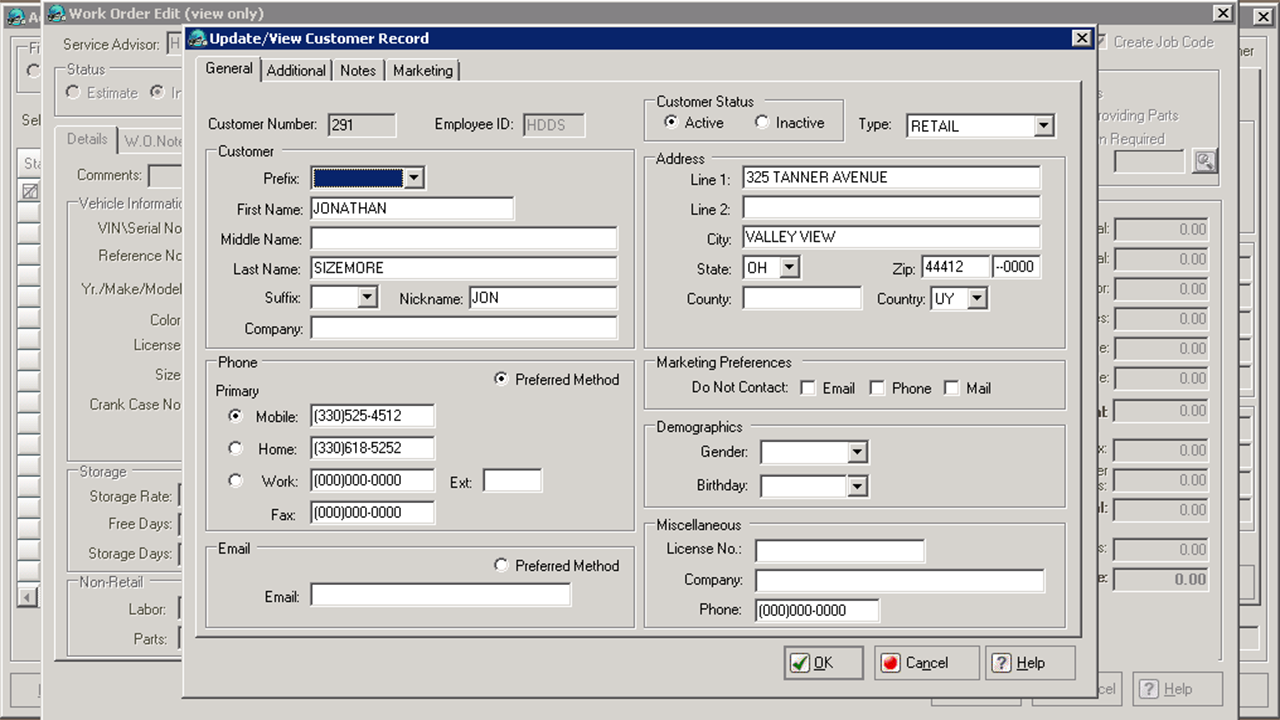 Work Order Edit (view only)
Service Advisor:
Create Job Code
Status
Estimate
Details
W.O.Note
Comments:
Vehicle Informatio
VIN\Serial No
Reference No
Yr./Make/Model
Color
License
Size
Crank Case No
Storage
Storage Rate:
Free Days:
Storage Days:
Non-Retail
Labor:
Parts:
roviding Parts
Required
0.00
0.00
0.00
0.00
0.00
0.00
0.00
0.00
0.00
0.00
0.00
0.00
Help
Update/View Customer Record
General Additional Notes Marketing
Customer Number: 291 Employee ID: HDDS
Customer Status
Active Inactive
Type: RETAIL
Customer
Prefix:
First Name: JONATHAN
Middle Name:
Last Name: SIZEMORE
Suffix: Nickname: JON
Company:
Address
Line 1: 325 TANNER AVENUE
Line 2:
City: VALLEY VIEW
State: OH Zip: 44412 --0000
County: Country: UY
Phone
Preferred Method
Primary
Mobile: (330)525-4512
Home: (330)618-5252
Work: (000)000-0000 Ext:
Fax: (000)000-0000
Email
Preferred Method
Email:
Marketing Preferences
Do Not Contact: Email Phone Mail
Demographics
Gender:
Birthday:
Miscellaneous
License No.:
Company:
Phone: (000)000-0000
OK Cancel Help